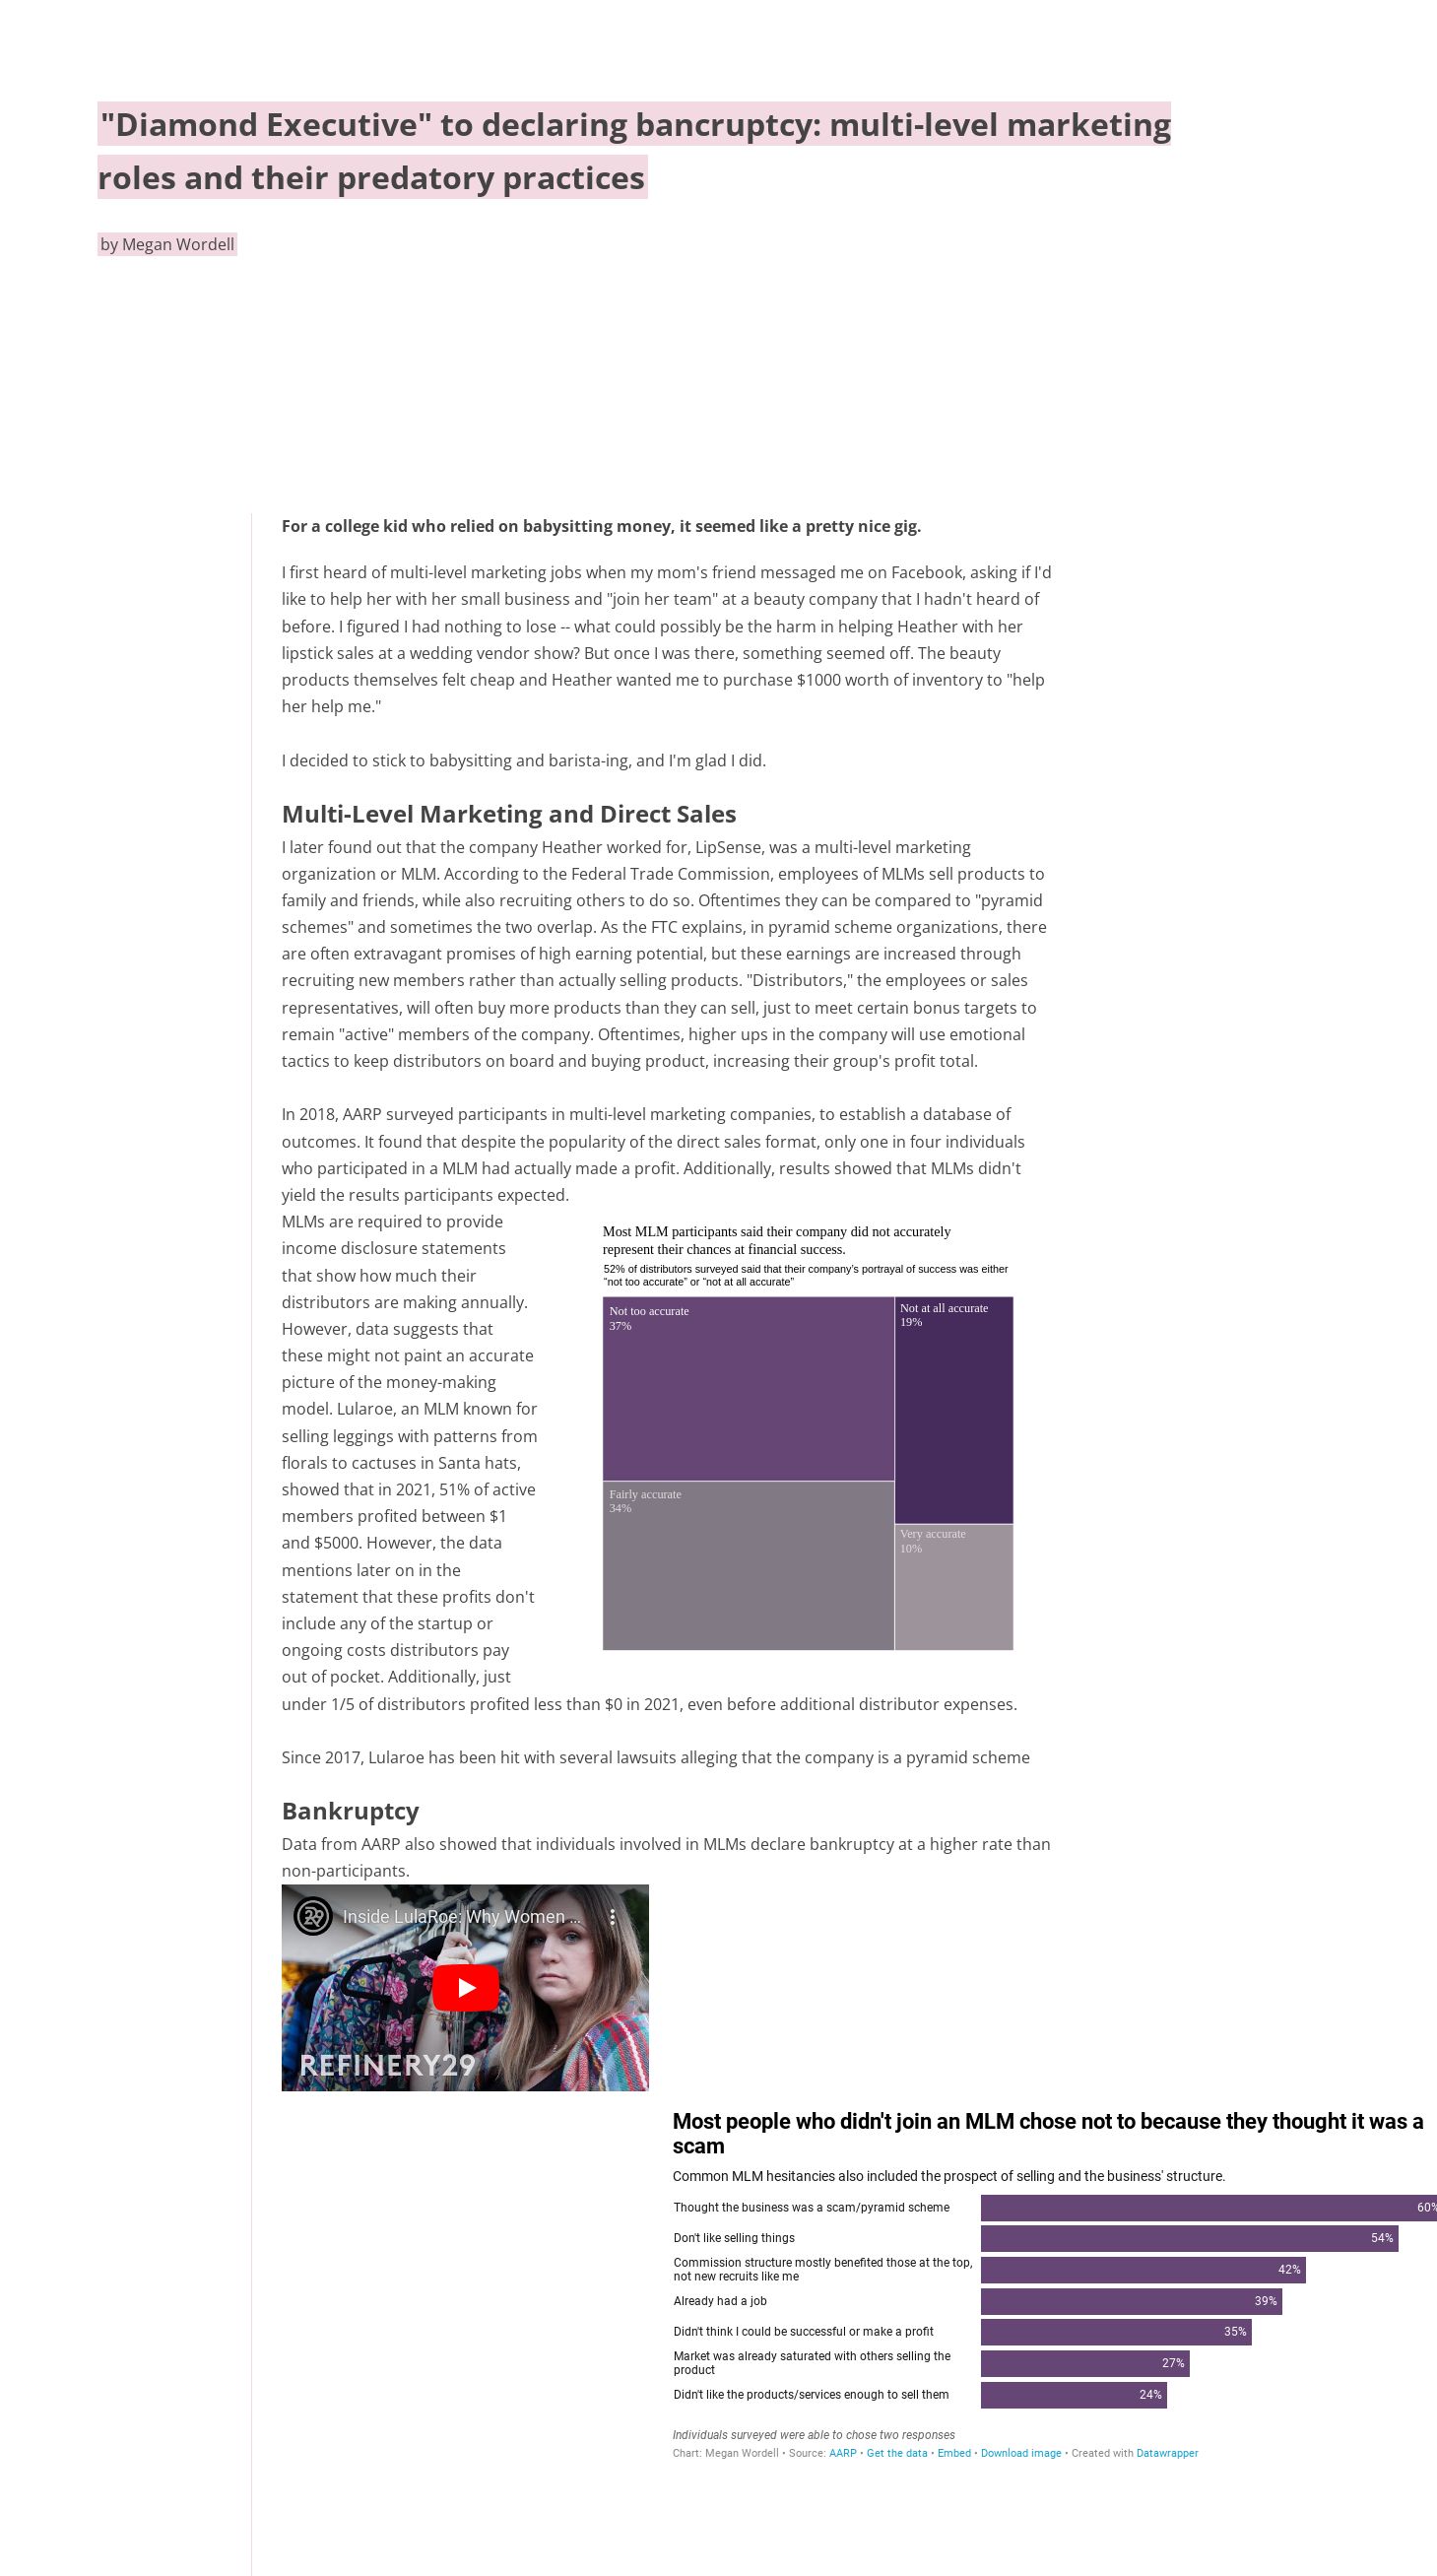 "Diamond Executive" to declaring bancruptcy: multi-level marketing
roles and their predatory practices
by Megan Wordell
For a college kid who relied on babysitting money, it seemed like a pretty nice gig.
I first heard of multi-level marketing jobs when my mom's friend messaged me on Facebook, asking if I'd
like to help her with her small business and "join her team" at a beauty company that I hadn't heard of
before. I figured I had nothing to lose -- what could possibly be the harm in helping Heather with her
lipstick sales at a wedding vendor show? But once I was there, something seemed off. The beauty
products themselves felt cheap and Heather wanted me to purchase $1000 worth of inventory to "help
her help me."
I decided to stick to babysitting and barista-ing, and I'm glad I did.
Multi-Level Marketing and Direct Sales
I later found out that the company Heather worked for, LipSense, was a multi-level marketing
organization or MLM. According to the Federal Trade Commission, employees of MLMs sell products to
family and friends, while also recruiting others to do so. Oftentimes they can be compared to "pyramid
schemes" and sometimes the two overlap. As the FTC explains, in pyramid scheme organizations, there
are often extravagant promises of high earning potential, but these earnings are increased through
recruiting new members rather than actually selling products. "Distributors," the employees or sales
representatives, will often buy more products than they can sell, just to meet certain bonus targets to
remain "active" members of the company. Oftentimes, higher ups in the company will use emotional
tactics to keep distributors on board and buying product, increasing their group's profit total.
In 2018, AARP surveyed participants in multi-level marketing companies, to establish a database of
outcomes. It found that despite the popularity of the direct sales format, only one in four individuals
who participated in a MLM had actually made a profit. Additionally, results showed that MLMs didn't
yield the results participants expected.
MLMs are required to provide
income disclosure statements
that show how much their
distributors are making annually.
However, data suggests that
these might not paint an accurate
picture of the money-making
model. Lularoe, an MLM known for
selling leggings with patterns from
florals to cactuses in Santa hats,
showed that in 2021, 51% of active
members profited between $1
and $5000. However, the data
mentions later on in the
statement that these profits don't
include any of the startup or
ongoing costs distributors pay
out of pocket. Additionally, just
under 1/5 of distributors profited less than $0 in 2021, even before additional distributor expenses.
Most MLM participants said their company did not accurately
represent their chances at financial success.
52% of distributors surveyed said that their company's portrayal of success was either
“not too accurate” or “not at all accurate”
Not too accurate
37%
Not at all accurate
19%
Fairly accurate
34%
Very accurate
10%
Since 2017, Lularoe has been hit with several lawsuits alleging that the company is a pyramid scheme
Bankruptcy
Data from AARP also showed that individuals involved in MLMs declare bankruptcy at a higher rate than
non-participants.
29 Inside LulaRoe: Why Women ...
REFINERY29
Most people who didn't join an MLM chose not to because they thought it was a
scam
Common MLM hesitancies also included the prospect of selling and the business' structure.
Thought the business was a scam/pyramid scheme 60%
Don't like selling things 54%
Commission structure mostly benefited those at the top,
not new recruits like me 42%
Already had a job 39%
Didn't think I could be successful or make a profit 35%
Market was already saturated with others selling the
product 27%
Didn't like the products/services enough to sell them 24%
Individuals surveyed were able to chose two responses
Chart: Megan Wordell • Source: AARP • Get the data • Embed • Download image • Created with Datawrapper